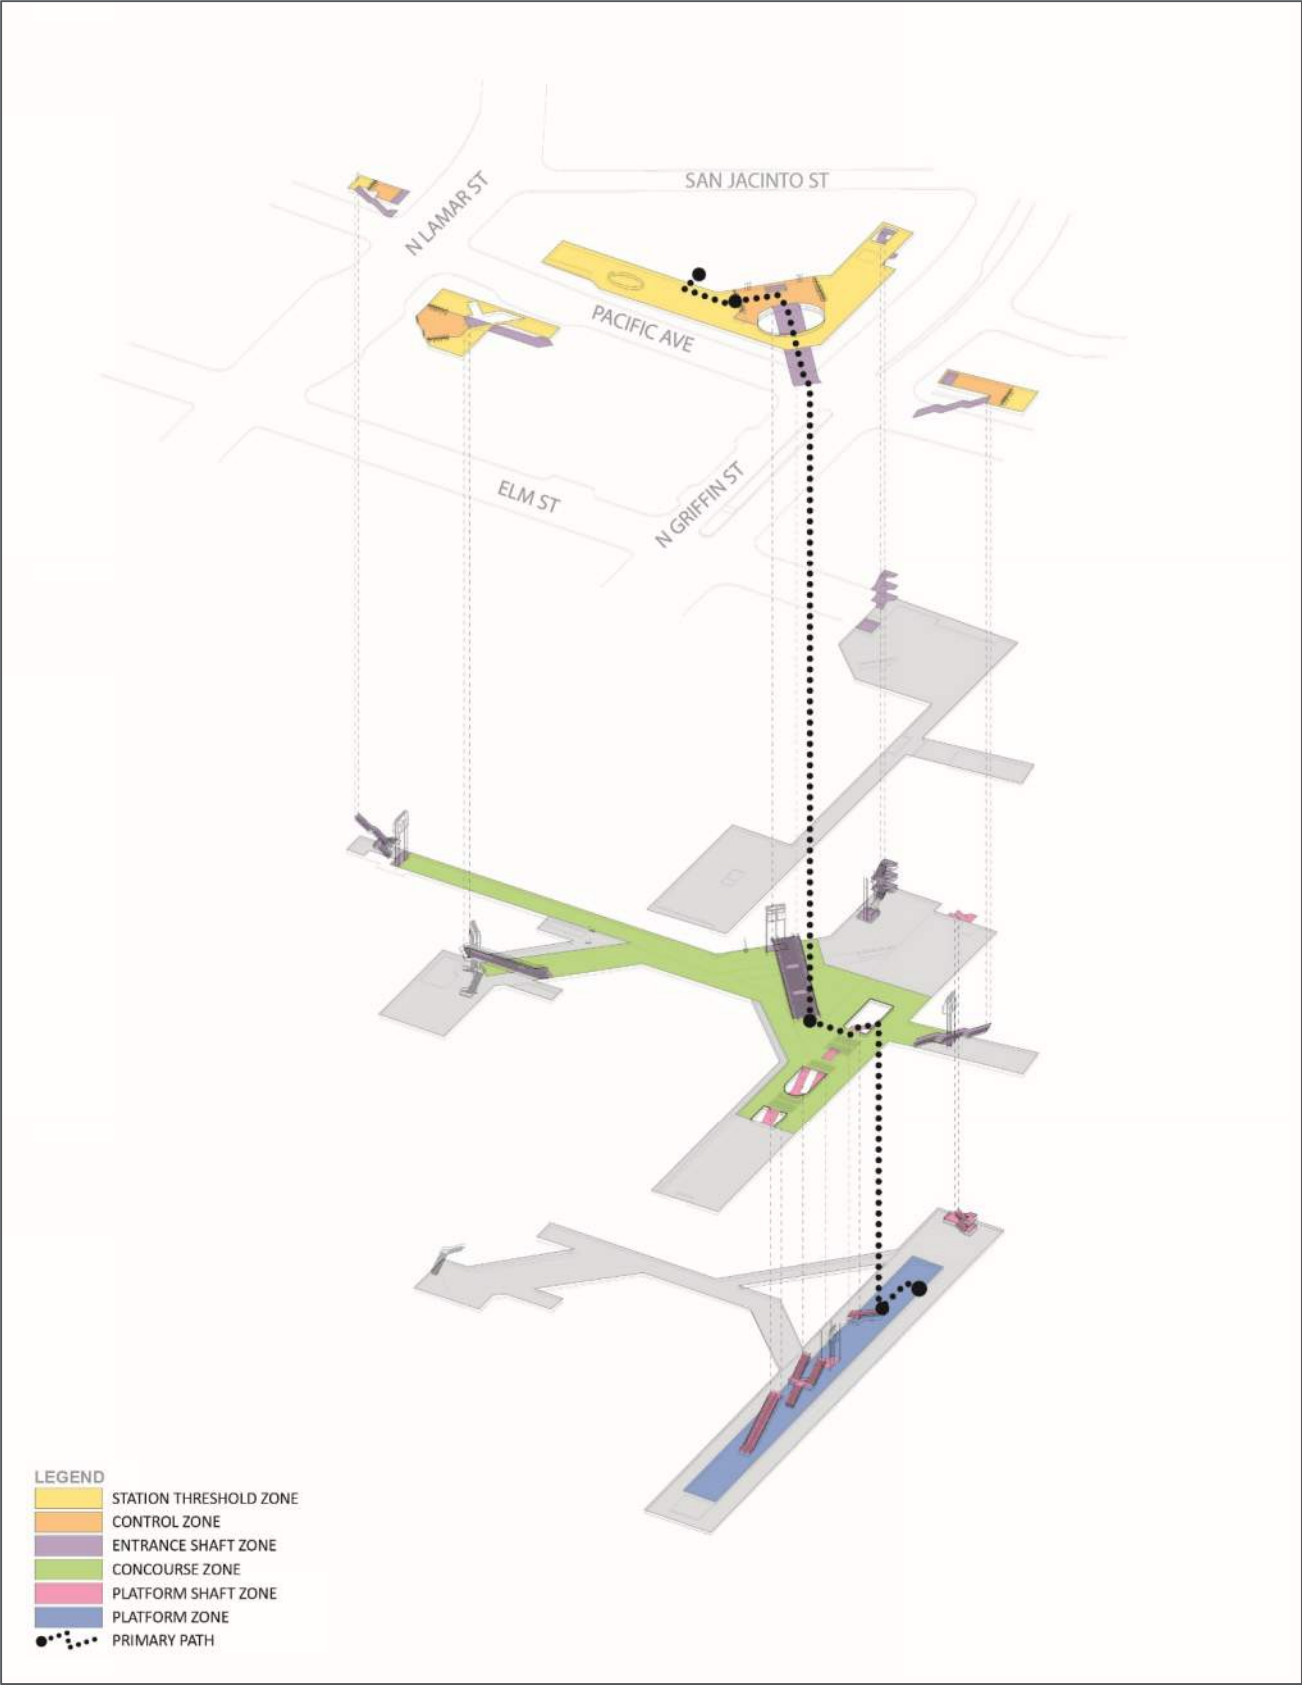 SAN JACINTO ST
N LAMAR ST
PACIFIC AVE
ELM ST
N GRIFFIN ST
LEGEND
STATION THRESHOLD ZONE
CONTROL ZONE
ENTRANCE SHAFT ZONE
CONCOURSE ZONE
PLATFORM SHAFT ZONE
PLATFORM ZONE
PRIMARY PATH